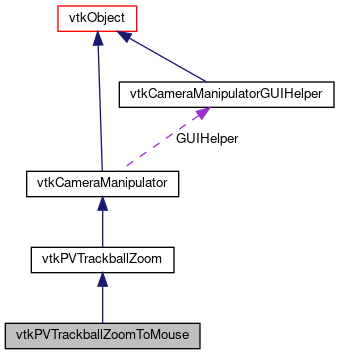 vtkObject
vtkCameraManipulatorGUIHelper
GUIHelper
vtkCameraManipulator
vtkPVTrackballZoom
vtkPVTrackballZoomToMouse